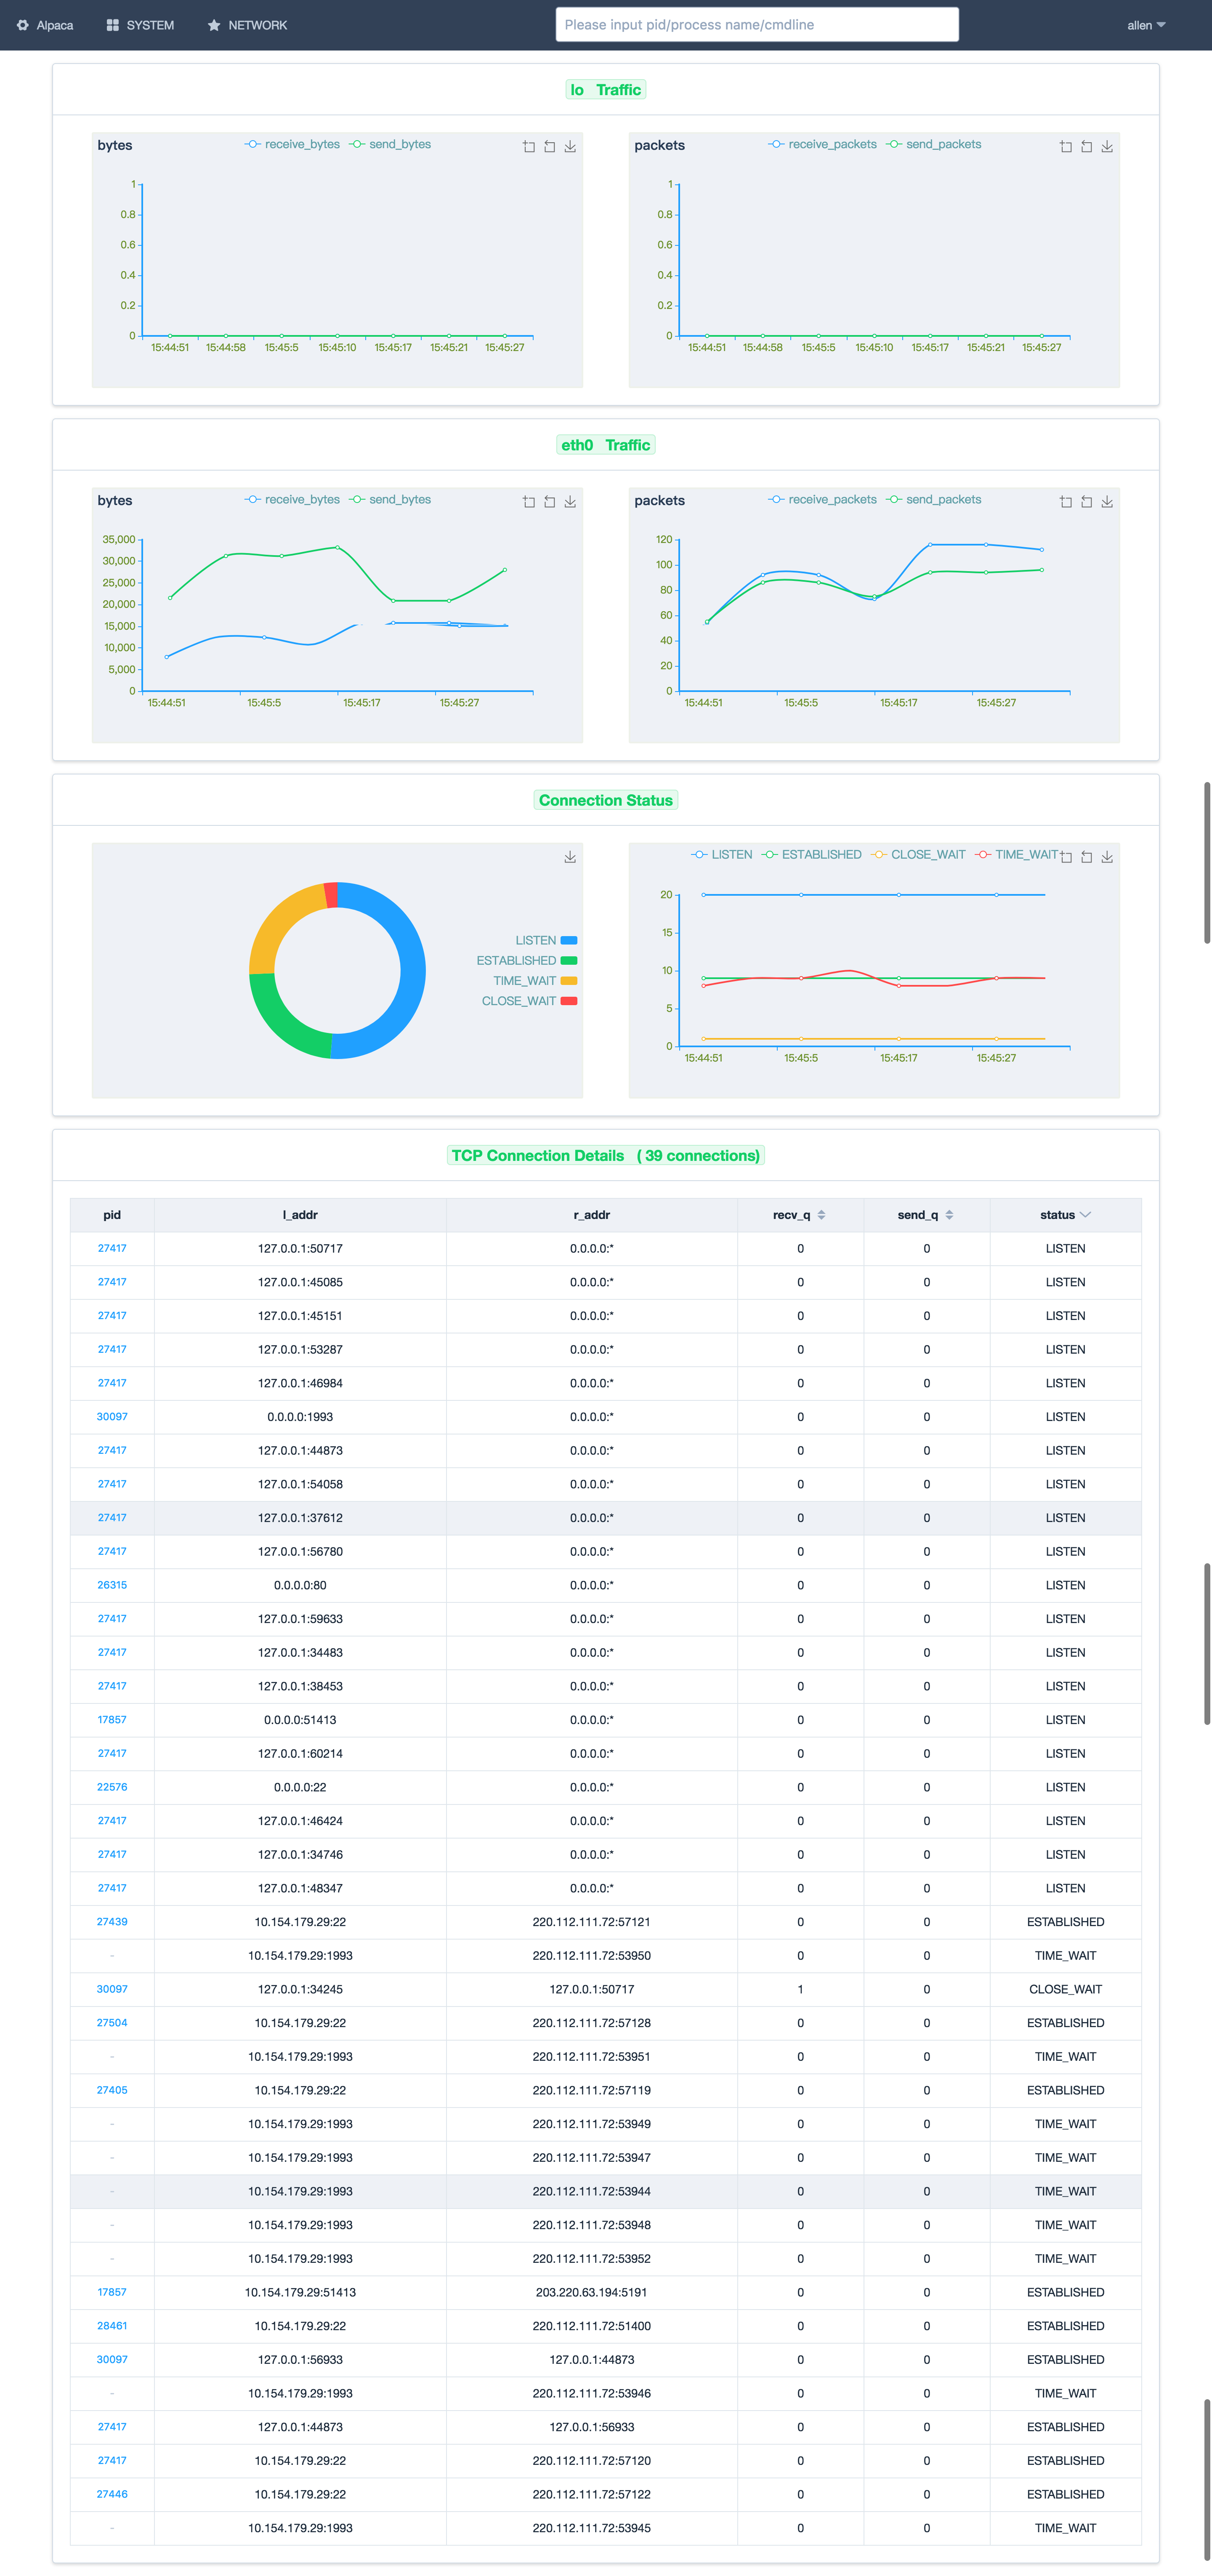 Alpaca SYSTEM NETWORK Please input pid/process name/cmdline allen
lo Traffic
bytes receive_bytes send_bytes
1
0.8
0.6
0.4
0.2
0
15:44:51 15:44:58 15:45:5 15:45:10 15:45:17 15:45:21 15:45:27
packets receive_packets send_packets
1
0.8
0.6
0.4
0.2
0
15:44:51 15:44:58 15:45:5 15:45:10 15:45:17 15:45:21 15:45:27
eth0 Traffic
bytes receive_bytes send_bytes
35,000
30,000
25,000
20,000
15,000
10,000
5,000
0
15:44:51 15:45:5 15:45:17 15:45:27
packets receive_packets send_packets
120
100
80
60
40
20
0
15:44:51 15:45:5 15:45:17 15:45:27
Connection Status
LISTEN
ESTABLISHED
TIME_WAIT
CLOSE_WAIT
LISTEN ESTABLISHED CLOSE_WAIT TIME_WAIT
20
15
10
5
0
15:44:51 15:45:5 15:45:17 15:45:27
TCP Connection Details ( 39 connections)
pid l_addr r_addr recv_q send_q status
27417 127.0.0.1:50717 0.0.0.0:* 0 0 LISTEN
27417 127.0.0.1:45085 0.0.0.0:* 0 0 LISTEN
27417 127.0.0.1:45151 0.0.0.0:* 0 0 LISTEN
27417 127.0.0.1:53287 0.0.0.0:* 0 0 LISTEN
27417 127.0.0.1:46984 0.0.0.0:* 0 0 LISTEN
30097 0.0.0.0:1993 0.0.0.0:* 0 0 LISTEN
27417 127.0.0.1:44873 0.0.0.0:* 0 0 LISTEN
27417 127.0.0.1:54058 0.0.0.0:* 0 0 LISTEN
27417 127.0.0.1:37612 0.0.0.0:* 0 0 LISTEN
27417 127.0.0.1:56780 0.0.0.0:* 0 0 LISTEN
26315 0.0.0.0:80 0.0.0.0:* 0 0 LISTEN
27417 127.0.0.1:59633 0.0.0.0:* 0 0 LISTEN
27417 127.0.0.1:34483 0.0.0.0:* 0 0 LISTEN
27417 127.0.0.1:38453 0.0.0.0:* 0 0 LISTEN
17857 0.0.0.0:51413 0.0.0.0:* 0 0 LISTEN
27417 127.0.0.1:60214 0.0.0.0:* 0 0 LISTEN
22576 0.0.0.0:22 0.0.0.0:* 0 0 LISTEN
27417 127.0.0.1:46424 0.0.0.0:* 0 0 LISTEN
27417 127.0.0.1:34746 0.0.0.0:* 0 0 LISTEN
27417 127.0.0.1:48347 0.0.0.0:* 0 0 LISTEN
27439 10.154.179.29:22 220.112.111.72:57121 0 0 ESTABLISHED
- 10.154.179.29:1993 220.112.111.72:53950 0 0 TIME_WAIT
30097 127.0.0.1:34245 127.0.0.1:50717 1 0 CLOSE_WAIT
27504 10.154.179.29:22 220.112.111.72:57128 0 0 ESTABLISHED
- 10.154.179.29:1993 220.112.111.72:53951 0 0 TIME_WAIT
27405 10.154.179.29:22 220.112.111.72:57119 0 0 ESTABLISHED
- 10.154.179.29:1993 220.112.111.72:53949 0 0 TIME_WAIT
- 10.154.179.29:1993 220.112.111.72:53947 0 0 TIME_WAIT
- 10.154.179.29:1993 220.112.111.72:53944 0 0 TIME_WAIT
- 10.154.179.29:1993 220.112.111.72:53948 0 0 TIME_WAIT
- 10.154.179.29:1993 220.112.111.72:53952 0 0 TIME_WAIT
17857 10.154.179.29:51413 203.220.63.194:5191 0 0 ESTABLISHED
28461 10.154.179.29:22 220.112.111.72:51400 0 0 ESTABLISHED
30097 127.0.0.1:56933 127.0.0.1:44873 0 0 ESTABLISHED
- 10.154.179.29:1993 220.112.111.72:53946 0 0 TIME_WAIT
27417 127.0.0.1:44873 127.0.0.1:56933 0 0 ESTABLISHED
27417 10.154.179.29:22 220.112.111.72:57120 0 0 ESTABLISHED
27446 10.154.179.29:22 220.112.111.72:57122 0 0 ESTABLISHED
- 10.154.179.29:1993 220.112.111.72:53945 0 0 TIME_WAIT